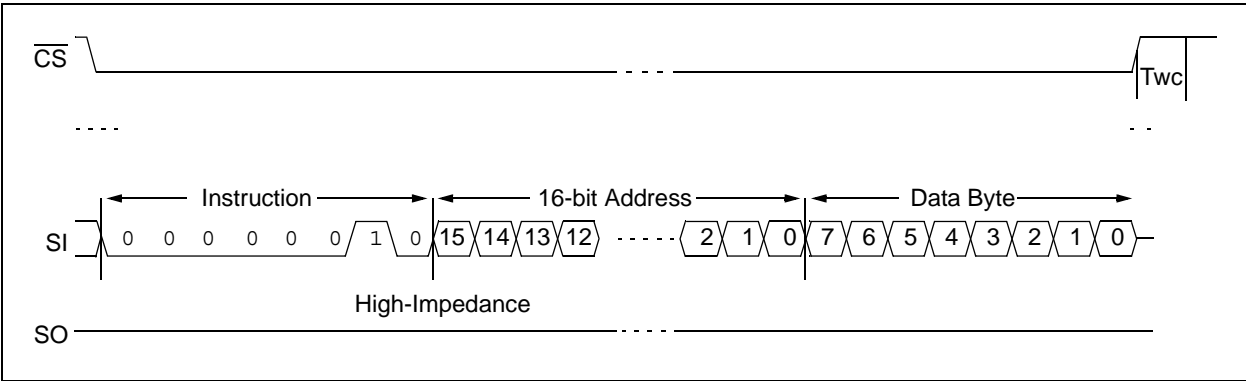 CS
Twc
Instruction 16-bit Address Data Byte
SI 0 0 0 0 0 0 1 0 15 14 13 12 2 1 0 7 6 5 4 3 2 1 0
High-Impedance
SO